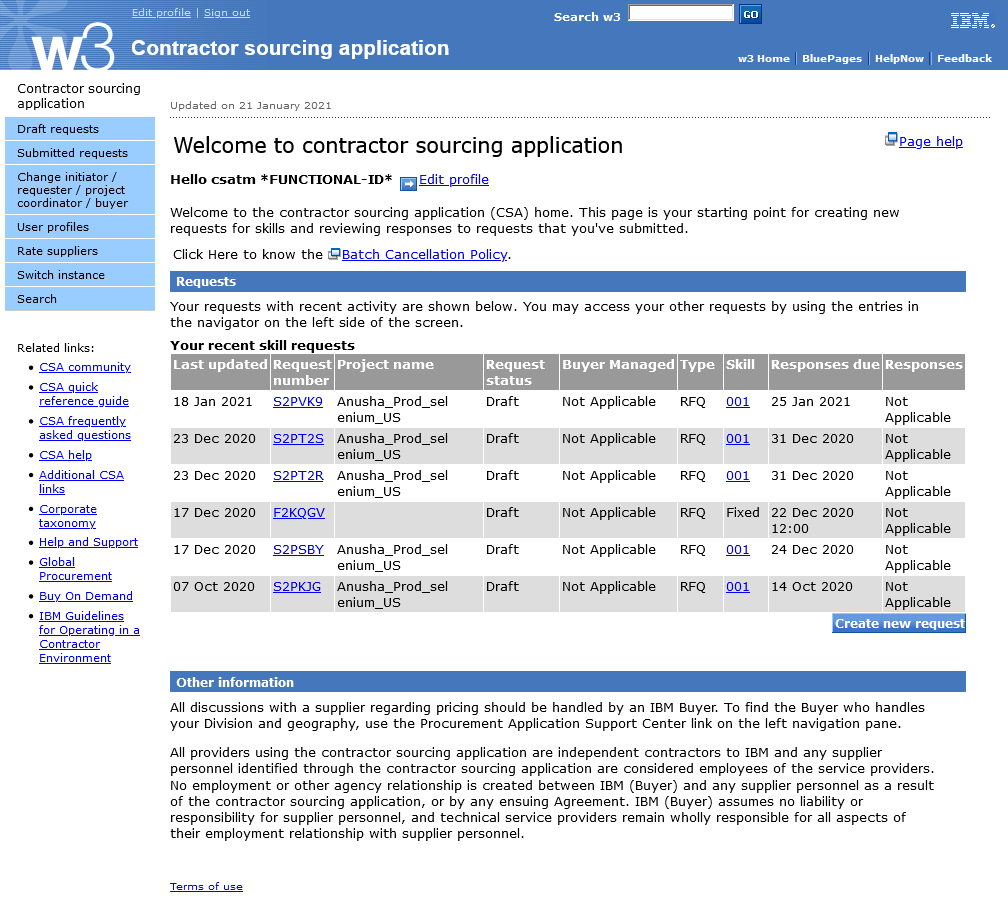 Edit profile | Sign out
Search w3
GO
IBM.
w3
Contractor sourcing application
w3 Home
BluePages
HelpNow
Feedback
Contractor sourcing
application
Draft requests
Submitted requests
Change initiator /
requester / project
coordinator / buyer
User profiles
Rate suppliers
Switch instance
Search
Related links:
• CSA community
• CSA quick
reference guide
• CSA frequently
asked questions
• CSA help
• Additional CSA
links
• Corporate
taxonomy
• Help and Support
• Global
Procurement
• Buy On Demand
• IBM Guidelines
for Operating in a
Contractor
Environment
Updated on 21 January 2021
Welcome to contractor sourcing application
Page help
Hello csatm *FUNCTIONAL-ID* Edit profile
Welcome to the contractor sourcing application (CSA) home. This page is your starting point for creating new
requests for skills and reviewing responses to requests that you've submitted.
Click Here to know the Batch Cancellation Policy.
Requests
Your requests with recent activity are shown below. You may access your other requests by using the entries in
the navigator on the left side of the screen.
Your recent skill requests
Last updated Request Project name Request Buyer Managed Type Skill Responses due Responses
number status
18 Jan 2021 S2PVK9 Anusha_Prod_sel Draft Not Applicable RFQ 001 25 Jan 2021 Not
enium_US Applicable
23 Dec 2020 S2PT2S Anusha_Prod_sel Draft Not Applicable RFQ 001 31 Dec 2020 Not
enium_US Applicable
23 Dec 2020 S2PT2R Anusha_Prod_sel Draft Not Applicable RFQ 001 31 Dec 2020 Not
enium_US Applicable
17 Dec 2020 F2KQGV Draft Not Applicable RFQ Fixed 22 Dec 2020 Not
12:00 Applicable
17 Dec 2020 S2PSBY Anusha_Prod_sel Draft Not Applicable RFQ 001 24 Dec 2020 Not
enium_US Applicable
07 Oct 2020 S2PKJG Anusha_Prod_sel Draft Not Applicable RFQ 001 14 Oct 2020 Not
enium_US Applicable
Create new request
Other information
All discussions with a supplier regarding pricing should be handled by an IBM Buyer. To find the Buyer who handles
your Division and geography, use the Procurement Application Support Center link on the left navigation pane.
All providers using the contractor sourcing application are independent contractors to IBM and any supplier
personnel identified through the contractor sourcing application are considered employees of the service providers.
No employment or other agency relationship is created between IBM (Buyer) and any supplier personnel as a result
of the contractor sourcing application, or by any ensuing Agreement. IBM (Buyer) assumes no liability or
responsibility for supplier personnel, and technical service providers remain wholly responsible for all aspects of
their employment relationship with supplier personnel.
Terms of use